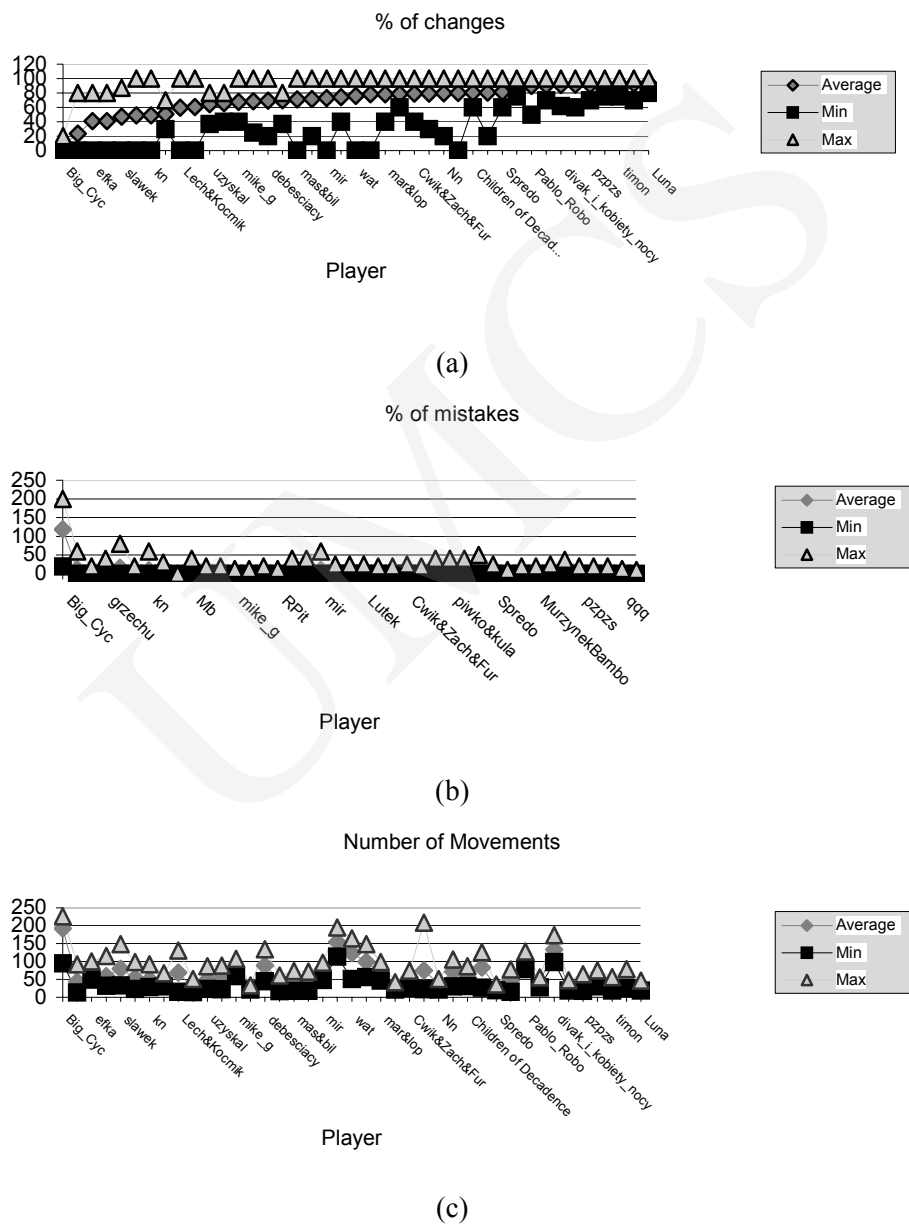 % of changes
120
100
80
60
40
20
0
Average
Min
Max
Big_Cyc
efka
slawek
kn
Lech&Kocmik
uzyskal
mike_g
debesciacy
mas&bil
mir
wat
mar&lop
Cwik&Zach&Fur
Nn
Children of Decad...
Spredo
Pablo_Robo
divak_i_kobiety_nocy
pzpzs
timon
Luna
Player
(a)
% of mistakes
250
200
150
100
50
0
Average
Min
Max
Big_Cyc
grzechu
kn
Mb
mike_g
RPit
mir
Lutek
Cwik&Zach&Fur
piwko&kula
Spredo
MurzynekBambo
pzpzs
qqq
Player
(b)
Number of Movements
250
200
150
100
50
0
Average
Min
Max
Big_Cyc
efka
slawek
kn
Lech&Kocmik
uzyskal
mike_g
debesciacy
mas&bil
mir
wat
mar&lop
Cwik&Zach&Fur
Nn
Children of Decadence
Spredo
Pablo_Robo
divak_i_kobiety_nocy
pzpzs
timon
Luna
Player
(c)
UMCS